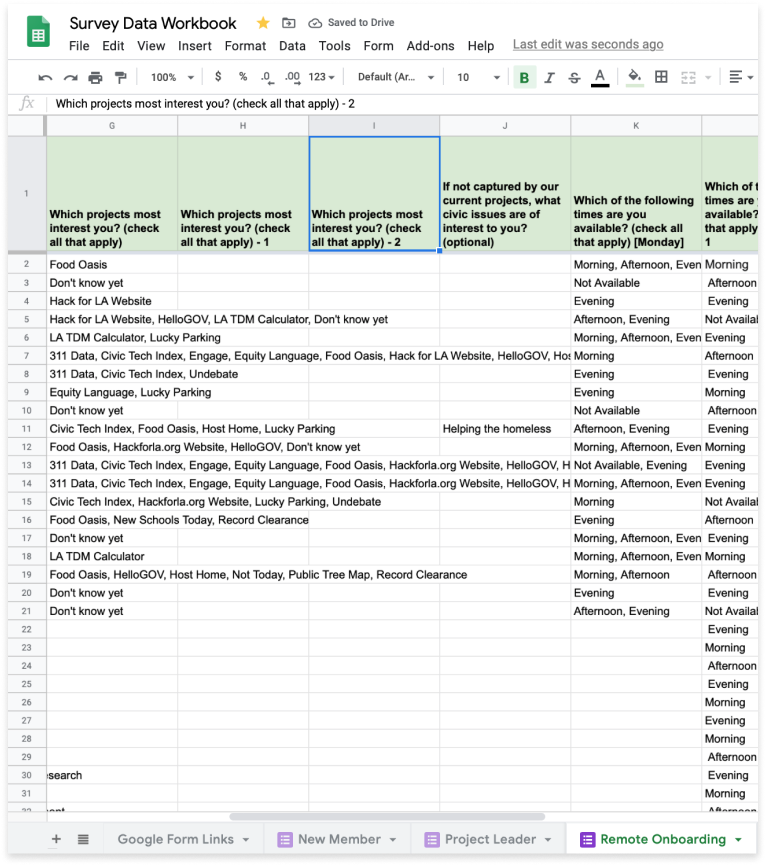 Survey Data Workbook Saved to Drive
File Edit View Insert Format Data Tools Form Add-ons Help Last edit was seconds ago
100% $ % .0 .00 123 Default (Ar... 10 B I S A
fx Which projects most interest you? (check all that apply) - 2
G H I J K
1
Which projects most
interest you? (check
all that apply)
Which projects most
interest you? (check
all that apply) - 1
Which projects most
interest you? (check
all that apply) - 2
If not captured by our
current projects, what
civic issues are of
interest to you?
(optional)
Which of the following
times are you
available? (check all
that apply) [Monday]
Which of t
times are
available?
that apply
1
2 Food Oasis Morning, Afternoon, Even Morning
3 Don't know yet Not Available Afternoon
4 Hack for LA Website Evening Evening
5 Hack for LA Website, HelloGOV, LA TDM Calculator, Don't know yet Afternoon, Evening Not Availal
6 LA TDM Calculator, Lucky Parking Morning, Afternoon, Even Evening
7 311 Data, Civic Tech Index, Engage, Equity Language, Food Oasis, Hack for LA Website, HelloGOV, Hos Morning Afternoon
8 311 Data, Civic Tech Index, Undebate Evening Evening
9 Equity Language, Lucky Parking Evening Morning
10 Don't know yet Not Available Afternoon
11 Civic Tech Index, Food Oasis, Host Home, Lucky Parking Helping the homeless Afternoon, Evening Evening
12 Food Oasis, Hackforla.org Website, HelloGOV, Don't know yet Morning, Afternoon, Even Morning
13 311 Data, Civic Tech Index, Engage, Equity Language, Food Oasis, Hackforla.org Website, HelloGOV, H Not Available, Evening Evening
14 311 Data, Civic Tech Index, Engage, Equity Language, Food Oasis, Hackforla.org Website, HelloGOV, H Morning, Afternoon, Even Evening
15 Civic Tech Index, Hackforla.org Website, Lucky Parking, Undebate Morning Not Availal
16 Food Oasis, New Schools Today, Record Clearance Evening Afternoon
17 Don't know yet Morning, Afternoon, Even Evening
18 LA TDM Calculator Morning, Afternoon, Even Morning
19 Food Oasis, HelloGOV, Host Home, Not Today, Public Tree Map, Record Clearance Morning, Afternoon Afternoon
20 Don't know yet Evening Evening
21 Don't know yet Afternoon, Evening Not Availal
22 Evening
23 Morning
24 Afternoon
25 Evening
26 Morning
27 Evening
28 Morning
29 Afternoon
30 search Evening
31 Morning
Afternoon
+ Google Form Links New Member Project Leader Remote Onboarding